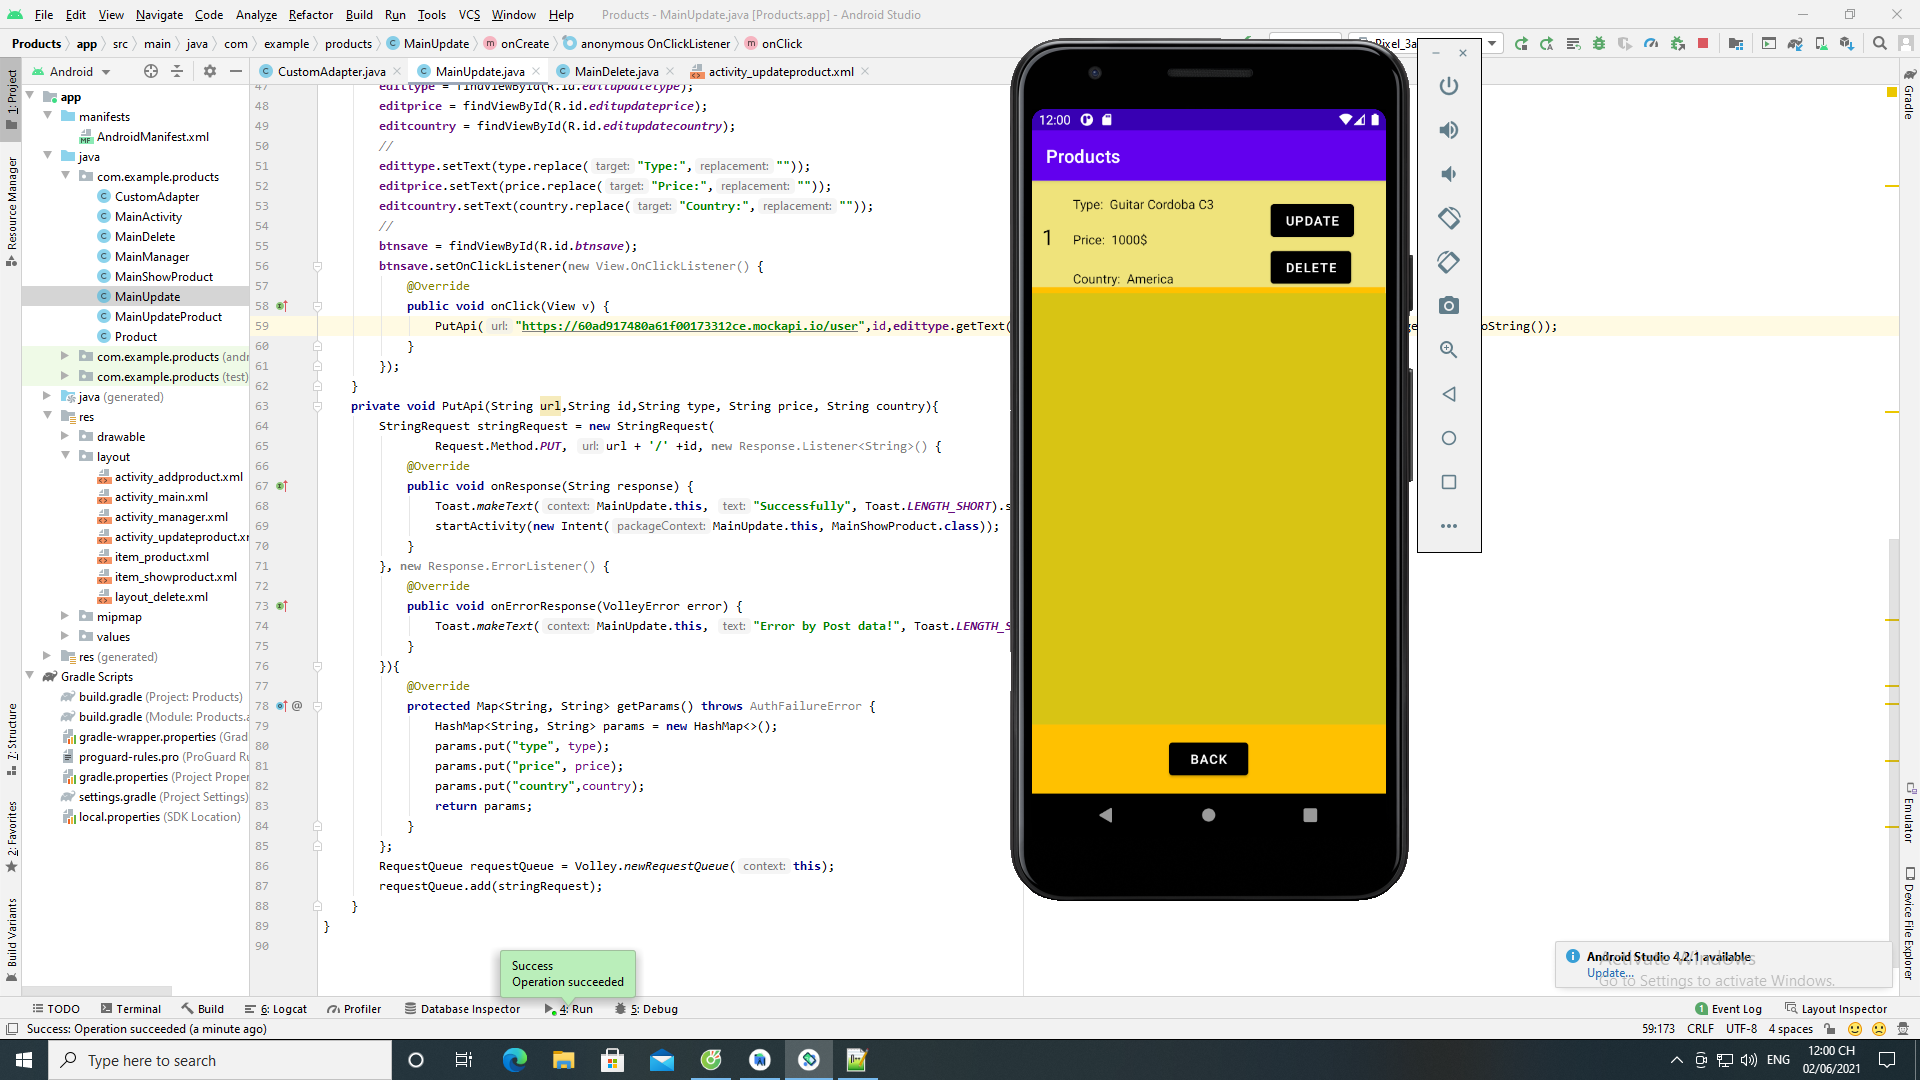 File Edit View Navigate Code Analyze Refactor Build Run Tools VCS Window Help Products - MainUpdate.java [Products.app] - Android Studio
Products app src main java com example products MainUpdate onCreate anonymous OnClickListener onClick Pixel_3a
Android CustomAdapter.java MainUpdate.java MainDelete.java activity_updateproduct.xml
1: Project
Resource Manager
7: Structure
2: Favorites
Build Variants
app
manifests
AndroidManifest.xml
java
com.example.products
CustomAdapter
MainActivity
MainDelete
MainManager
MainShowProduct
MainUpdate
MainUpdateProduct
Product
com.example.products (andr
com.example.products (test)
java (generated)
res
drawable
layout
activity_addproduct.xml
activity_main.xml
activity_manager.xml
activity_updateproduct.xr
item_product.xml
item_showproduct.xml
layout_delete.xml
mipmap
values
res (generated)
Gradle Scripts
build.gradle (Project: Products)
build.gradle (Module: Products.a
gradle-wrapper.properties (Grad
proguard-rules.pro (ProGuard Ru
gradle.properties (Project Proper
settings.gradle (Project Settings)
local.properties (SDK Location)
47 edittype = findViewById(R.id.editupdatetype);
48 editprice = findViewById(R.id.editupdateprice);
49 editcountry = findViewById(R.id.editupdatecountry);
50 //
51 edittype.setText(type.replace( target: "Type:", replacement: ""));
52 editprice.setText(price.replace( target: "Price:", replacement: ""));
53 editcountry.setText(country.replace( target: "Country:", replacement: ""));
54 //
55 btnsave = findViewById(R.id.btnsave);
56 btnsave.setOnClickListener(new View.OnClickListener() {
57 @Override
58 public void onClick(View v) {
59 PutApi( url: "https://60ad917480a61f00173312ce.mockapi.io/user",id,edittype.getText( ge oString());
60 }
61 });
62 }
63 private void PutApi(String url,String id,String type, String price, String country){
64 StringRequest stringRequest = new StringRequest(
65 Request.Method.PUT, url: url + '/' +id, new Response.Listener<String>() {
66 @Override
67 public void onResponse(String response) {
68 Toast.makeText( context: MainUpdate.this, text: "Successfully", Toast.LENGTH_SHORT).s
69 startActivity(new Intent( packageContext: MainUpdate.this, MainShowProduct.class));
70 }
71 }, new Response.ErrorListener() {
72 @Override
73 public void onErrorResponse(VolleyError error) {
74 Toast.makeText( context: MainUpdate.this, text: "Error by Post data!", Toast.LENGTH_S
75 }
76 }){
77 @Override
78 @ protected Map<String, String> getParams() throws AuthFailureError {
79 HashMap<String, String> params = new HashMap<>();
80 params.put("type", type);
81 params.put("price", price);
82 params.put("country",country);
83 return params;
84 }
85 };
86 RequestQueue requestQueue = Volley.newRequestQueue( context: this);
87 requestQueue.add(stringRequest);
88 }
89 }
90
12:00
Products
Type: Guitar Cordoba C3
1
Price: 1000$
Country: America
UPDATE
DELETE
BACK
Gradle
Emulator
Device File Explorer
Success
Operation succeeded
Android Studio 4.2.1 available
Update...
Activate Windows
Go to Settings to activate Windows.
TODO Terminal Build 6: Logcat Profiler Database Inspector 4: Run 5: Debug 1 Event Log Layout Inspector
Success: Operation succeeded (a minute ago) 59:173 CRLF UTF-8 4 spaces
Type here to search
ENG
12:00 CH
02/06/2021